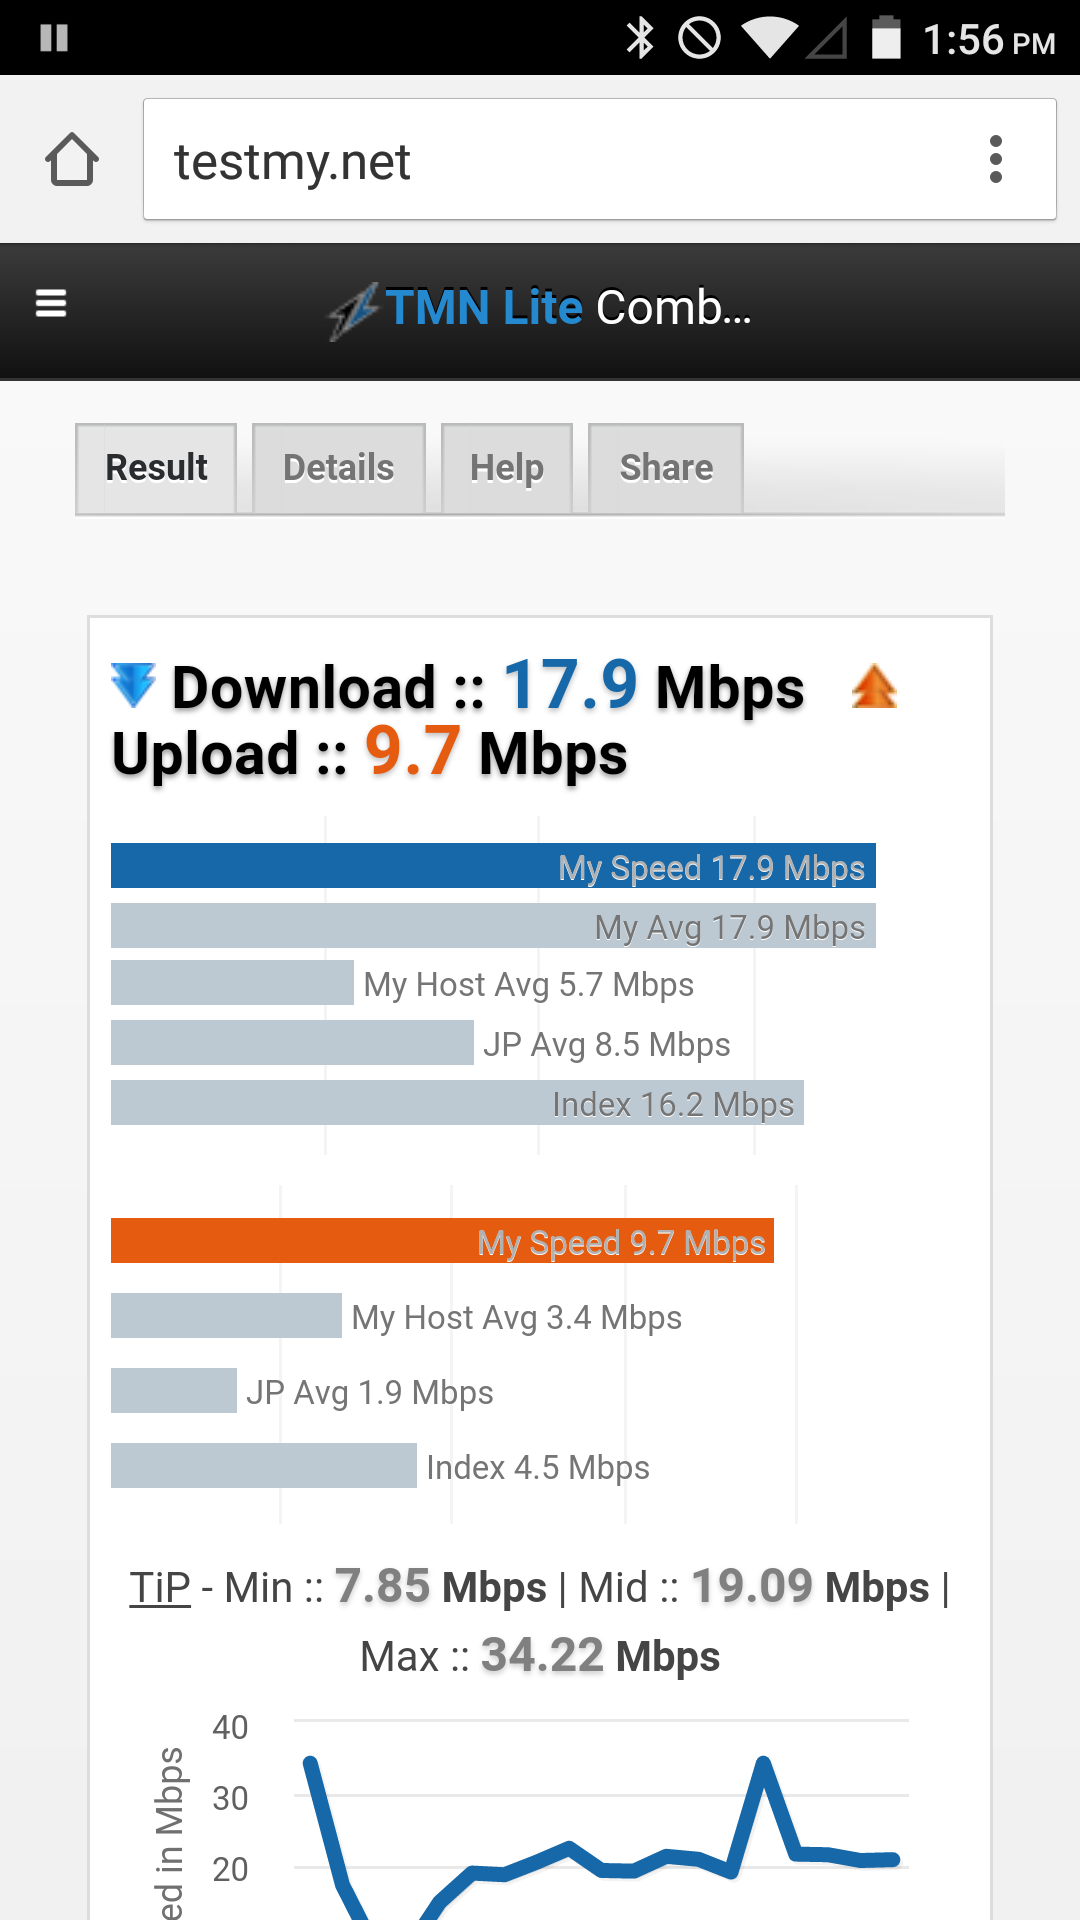 1:56 PM
testmy.net
TMN Lite Comb...
Result Details Help Share
Download :: 17.9 Mbps
Upload :: 9.7 Mbps
My Speed 17.9 Mbps
My Avg 17.9 Mbps
My Host Avg 5.7 Mbps
JP Avg 8.5 Mbps
Index 16.2 Mbps
My Speed 9.7 Mbps
My Host Avg 3.4 Mbps
JP Avg 1.9 Mbps
Index 4.5 Mbps
TiP - Min :: 7.85 Mbps | Mid :: 19.09 Mbps |
Max :: 34.22 Mbps
40
30
20
ed in Mbps